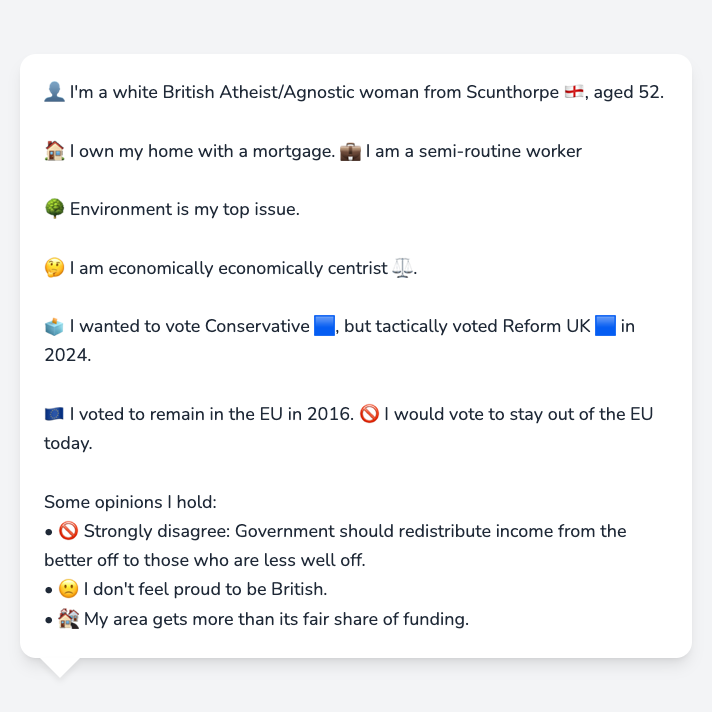 👤 I'm a white British Atheist/Agnostic woman from Scunthorpe 🏴󠁧󠁢󠁥󠁮󠁧󠁿, aged 52.
🏠 I own my home with a mortgage. 💼 I am a semi-routine worker
🌳 Environment is my top issue.
🤔 I am economically economically centrist ⚖️.
🗳️ I wanted to vote Conservative 🟦, but tactically voted Reform UK 🟦 in
2024.
🇪🇺 I voted to remain in the EU in 2016. 🚫 I would vote to stay out of the EU
today.
Some opinions I hold:
• 🚫 Strongly disagree: Government should redistribute income from the
better off to those who are less well off.
• 🙁 I don't feel proud to be British.
• 🏘️ My area gets more than its fair share of funding.